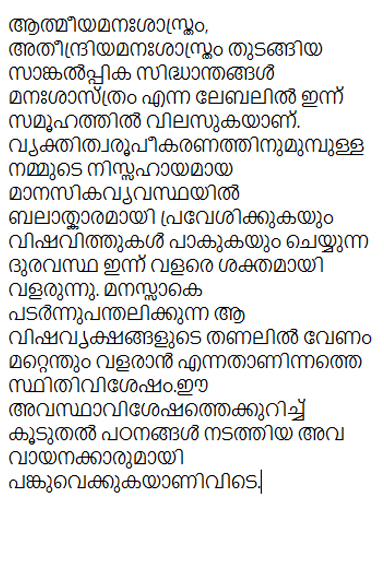 ആത്മീയമനഃശാസ്ത്രം,
അതീന്ദ്രിയമനഃശാസ്ത്രം തുടങ്ങിയ
സാങ്കൽപ്പിക സിദ്ധാന്തങ്ങൾ
മനഃശാസ്ത്രം എന്ന ലേബലിൽ ഇന്ന്
സമൂഹത്തിൽ വിലസുകയാണ്.
വ്യക്തിത്വരൂപീകരണത്തിനുമുമ്പുള്ള
നമ്മുടെ നിസ്സഹായമായ
മാനസികവ്യവസ്ഥയിൽ
ബലാത്കാരമായി പ്രവേശിക്കുകയും
വിഷവിത്തുകൾ പാകുകയും ചെയ്യുന്ന
ദുരവസ്ഥ ഇന്ന് വളരെ ശക്തമായി
വളരുന്നു. മനസ്സാകെ
പടർന്നുപന്തലിക്കുന്ന ആ
വിഷവൃക്ഷങ്ങളുടെ തണലിൽ വേണം
മറ്റെന്തും വളരാൻ എന്നതാണിന്നത്തെ
സ്ഥിതിവിശേഷം.ഈ
അവസ്ഥാവിശേഷത്തെക്കുറിച്ച്
കൂടുതൽ പഠനങ്ങൾ നടത്തിയ അവ
വായനക്കാരുമായി
പങ്കുവെക്കുകയാണിവിടെ.